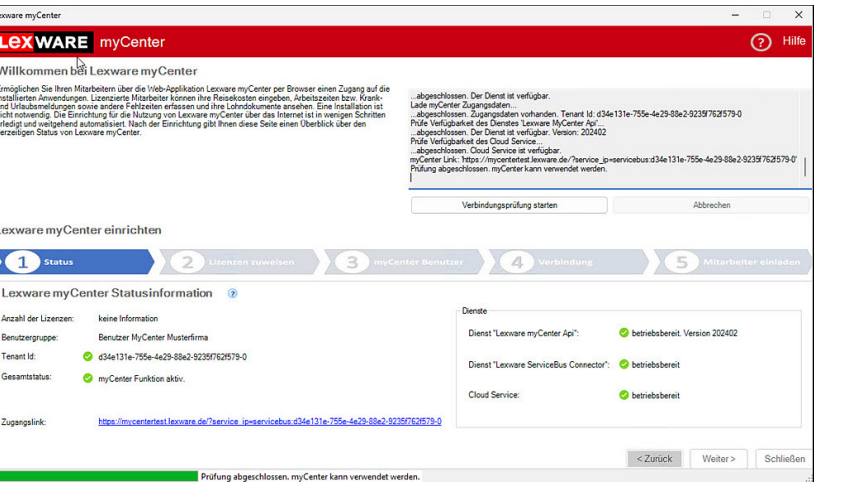 exware myCenter
LEXWARE myCenter
Hilfe
Willkommen bei Lexware myCenter
Ermöglichen Sie Ihren Mitarbeitern über die Web-Applikation Lexware myCenter per Browser einen Zugang auf die
installierten Anwendungen. Lizenzierte Mitarbeiter können ihre Reisekosten eingeben, Arbeitszeiten bzw. Krank-
und Urlaubsmeldungen sowie andere Fehlzeiten erfassen und ihre Lohndokumente ansehen. Eine Installation ist
nicht notwendig. Die Einrichtung für die Nutzung von Lexware myCenter über das Internet ist in wenigen Schritten
erledigt und weitgehend automatisiert. Nach der Einrichtung gibt Ihnen diese Seite einen Überblick über den
derzeitigen Status von Lexware myCenter.
...abgeschlossen. Der Dienst ist verfügbar.
Lade myCenter Zugangsdaten...
...abgeschlossen. Zugangsdaten vorhanden. Tenant Id: d34e131e-755e-4e29-88e2-9235f762f579-0
Prüfe Verfügbarkeit des Dienstes 'Lexware MyCenter Api'...
...abgeschlossen. Der Dienst ist verfügbar. Version: 202402
Prüfe Verfügbarkeit des Cloud Service...
...abgeschlossen. Cloud Service ist verfügbar.
myCenter Link: 'https://mycentertest.lexware.de/?service_ip=servicebus:d34e131e-755e-4e29-88e2-9235f762f579-0'
Prüfung abgeschlossen. myCenter kann verwendet werden.
Verbindungsprüfung starten
Abbrechen
Lexware myCenter einrichten
1 Status
2 Lizenzen zuweisen
3 myCenter Benutzer
4 Verbindung
5 Mitarbeiter einladen
Lexware myCenter Statusinformation ?
Anzahl der Lizenzen: keine Information
Benutzergruppe: Benutzer MyCenter Musterfirma
Tenant Id: d34e131e-755e-4e29-88e2-9235f762f579-0
Gesamtstatus: myCenter Funktion aktiv.
Zugangslink: https://mycentertest.lexware.de/?service_ip=servicebus:d34e131e-755e-4e29-88e2-9235f762f579-0
Dienste
Dienst "Lexware myCenter Api": betriebsbereit. Version 202402
Dienst "Lexware ServiceBus Connector": betriebsbereit
Cloud Service: betriebsbereit
< Zurück
Weiter >
Schließen
Prüfung abgeschlossen. myCenter kann verwendet werden.